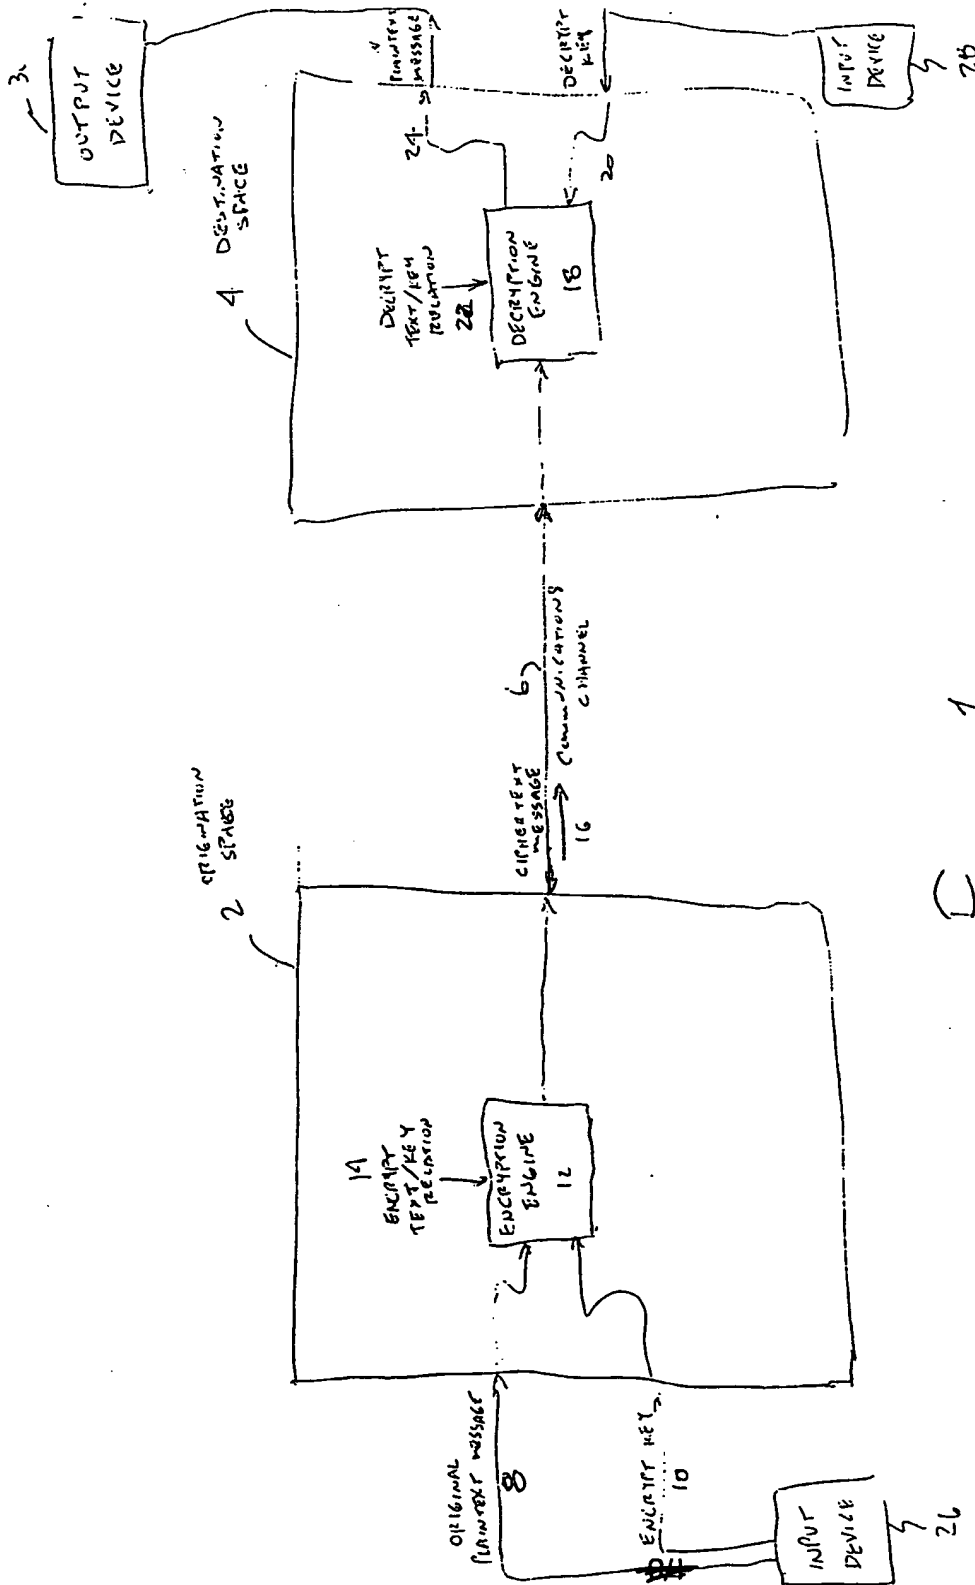 ORIGINAL
PLAINTEXT MESSAGE
8
ENCRYPT KEY
10
INPUT
DEVICE
26
14
ENCRYPT
TEXT/KEY
RELATION
ENCRYPTION
ENGINE
12
2
ORIGINATION
SPACE
CIPHERTEXT
MESSAGE
16
6
COMMUNICATIONS
CHANNEL
4
DESTINATION
SPACE
DECRYPT
TEXT/KEY
RELATION
22
DECRYPTION
ENGINE
18
24
PLAINTEXT
MESSAGE
20
DECRYPT
KEY
OUTPUT
DEVICE
INPUT
DEVICE
28
1